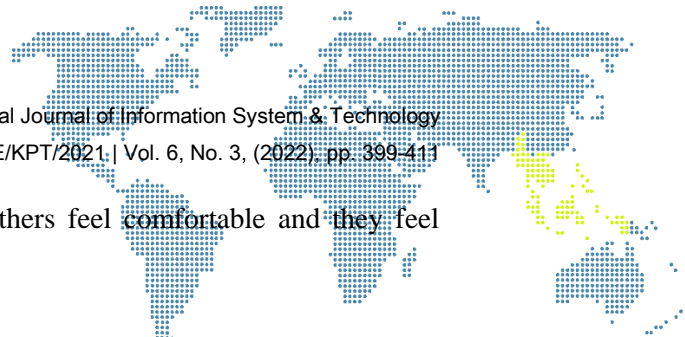 al Journal of Information System & Technology
E/KPT/2021 | Vol. 6, No. 3, (2022), pp. 399-411
thers feel comfortable and they feel